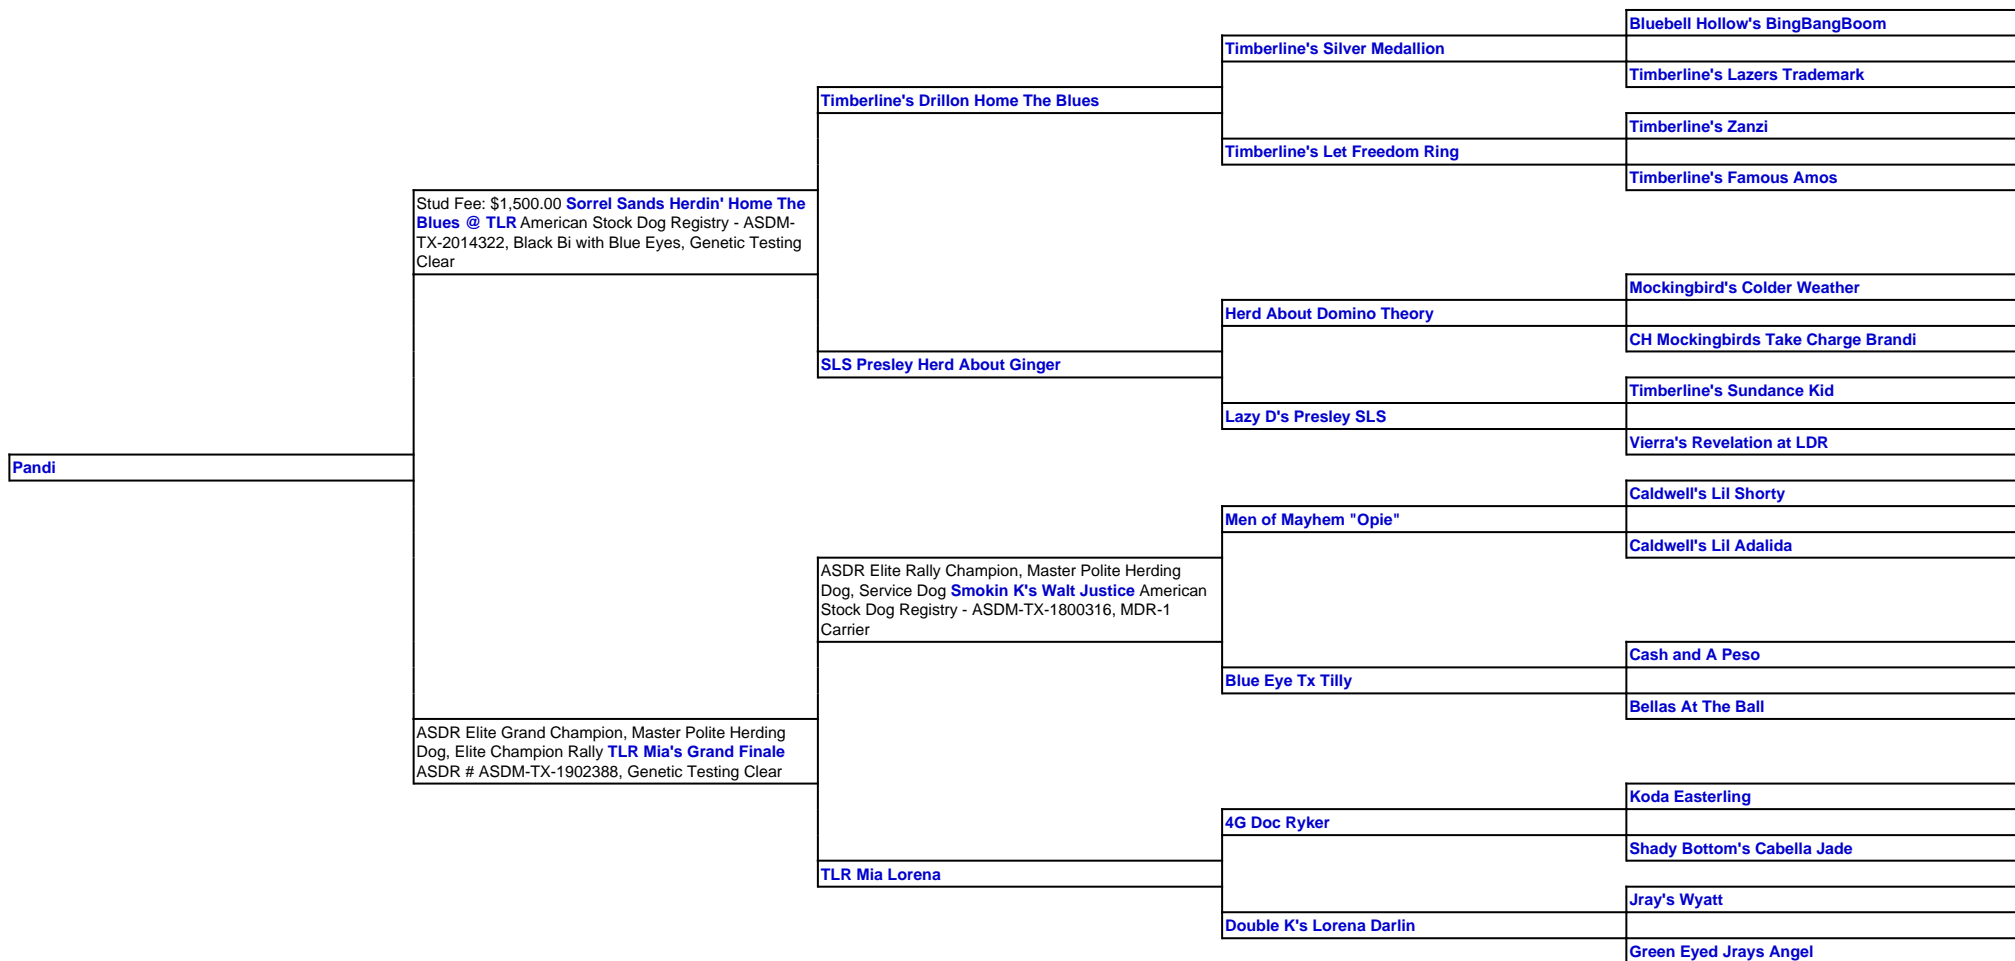 Bluebell Hollow's BingBangBoom
Timberline's Silver Medallion
Timberline's Lazers Trademark
Timberline's Drillon Home The Blues
Timberline's Zanzi
Timberline's Let Freedom Ring
Timberline's Famous Amos
Stud Fee: $1,500.00 Sorrel Sands Herdin' Home The
Blues @ TLR American Stock Dog Registry - ASDM-
TX-2014322, Black Bi with Blue Eyes, Genetic Testing
Clear
Mockingbird's Colder Weather
Herd About Domino Theory
CH Mockingbirds Take Charge Brandi
SLS Presley Herd About Ginger
Timberline's Sundance Kid
Lazy D's Presley SLS
Vierra's Revelation at LDR
Pandi
Caldwell's Lil Shorty
Men of Mayhem "Opie"
Caldwell's Lil Adalida
ASDR Elite Rally Champion, Master Polite Herding
Dog, Service Dog Smokin K's Walt Justice American
Stock Dog Registry - ASDM-TX-1800316, MDR-1
Carrier
Cash and A Peso
Blue Eye Tx Tilly
Bellas At The Ball
ASDR Elite Grand Champion, Master Polite Herding
Dog, Elite Champion Rally TLR Mia's Grand Finale
ASDR # ASDM-TX-1902388, Genetic Testing Clear
Koda Easterling
4G Doc Ryker
Shady Bottom's Cabella Jade
TLR Mia Lorena
Jray's Wyatt
Double K's Lorena Darlin
Green Eyed Jrays Angel